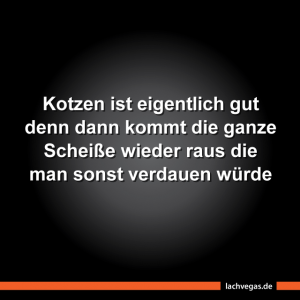 Kotzen ist eigentlich gut
denn dann kommt die ganze
Scheiße wieder raus die
man sonst verdauen würde
lachvegas.de